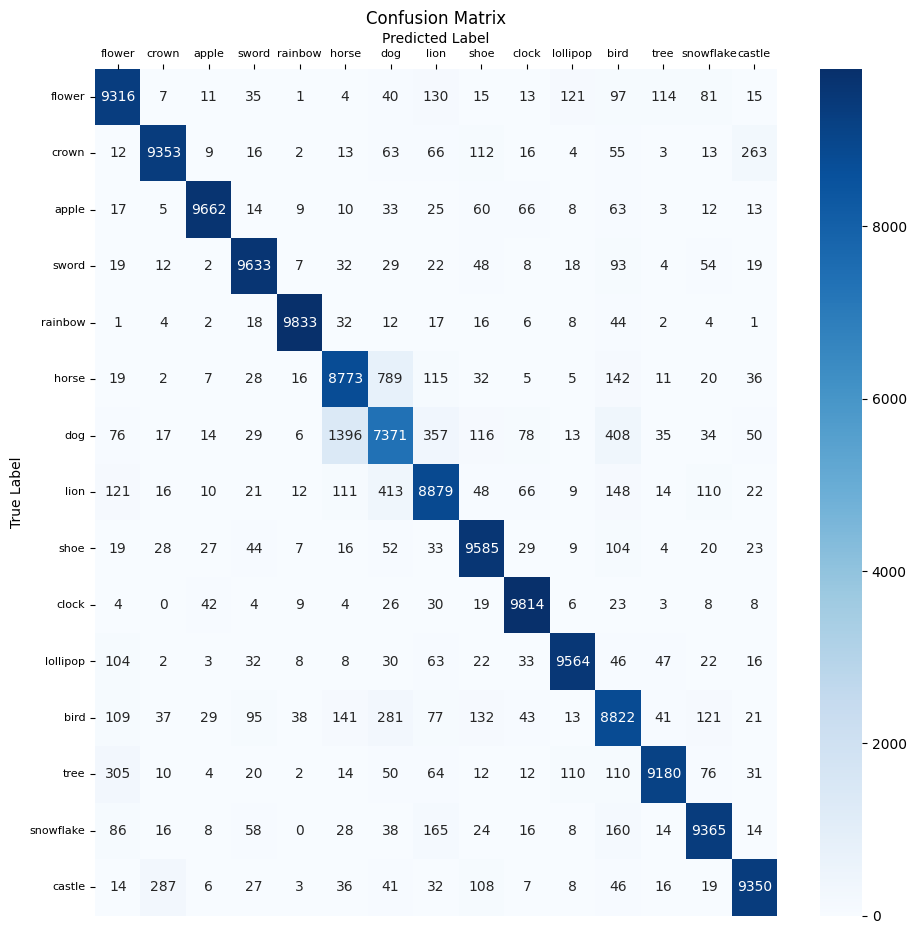 Confusion Matrix
Predicted Label
flower crown apple sword rainbow horse dog lion shoe clock lollipop bird tree snowflake castle
flower 9316 7 11 35 1 4 40 130 15 13 121 97 114 81 15
crown 12 9353 9 16 2 13 63 66 112 16 4 55 3 13 263
apple 17 5 9662 14 9 10 33 25 60 66 8 63 3 12 13
8000
sword 19 12 2 9633 7 32 29 22 48 8 18 93 4 54 19
rainbow 1 4 2 18 9833 32 12 17 16 6 8 44 2 4 1
horse 19 2 7 28 16 8773 789 115 32 5 5 142 11 20 36
6000
dog 76 17 14 29 6 1396 7371 357 116 78 13 408 35 34 50
True Label
lion 121 16 10 21 12 111 413 8879 48 66 9 148 14 110 22
shoe 19 28 27 44 7 16 52 33 9585 29 9 104 4 20 23
4000
clock 4 0 42 4 9 4 26 30 19 9814 6 23 3 8 8
lollipop 104 2 3 32 8 8 30 63 22 33 9564 46 47 22 16
bird 109 37 29 95 38 141 281 77 132 43 13 8822 41 121 21
2000
tree 305 10 4 20 2 14 50 64 12 12 110 110 9180 76 31
snowflake 86 16 8 58 0 28 38 165 24 16 8 160 14 9365 14
castle 14 287 6 27 3 36 41 32 108 7 8 46 16 19 9350
0